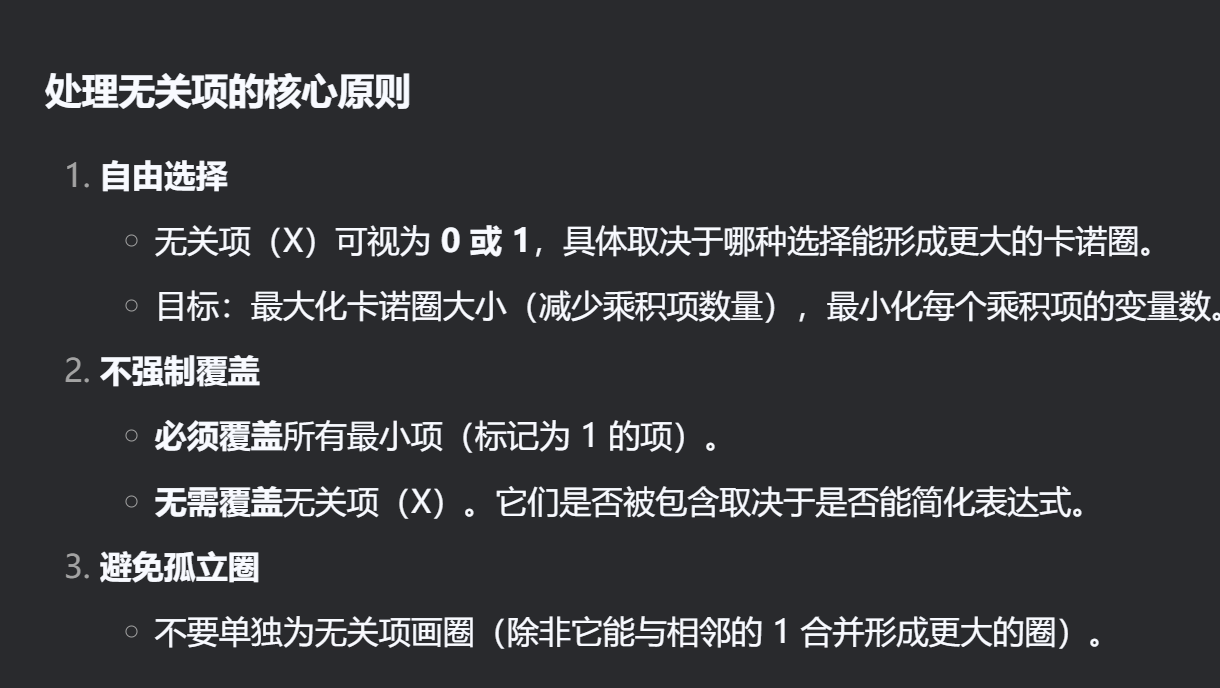 处理无关项的核心原则
1. 自由选择
○ 无关项（X）可视为 0 或 1，具体取决于哪种选择能形成更大的卡诺圈。
○ 目标：最大化卡诺圈大小（减少乘积项数量），最小化每个乘积项的变量数。
2. 不强制覆盖
○ 必须覆盖所有最小项（标记为 1 的项）。
○ 无需覆盖无关项（X）。它们是否被包含取决于是否能简化表达式。
3. 避免孤立圈
○ 不要单独为无关项画圈（除非它能与相邻的 1 合并形成更大的圈）。